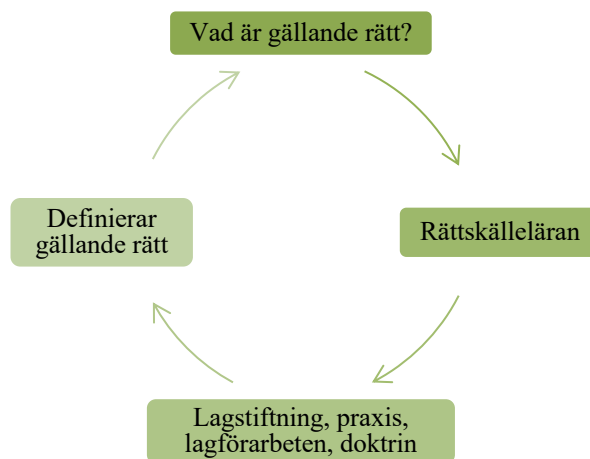 Vad är gällande rätt?
Definierar
gällande rätt
Rättskälleläran
Lagstiftning, praxis,
lagförarbeten, doktrin